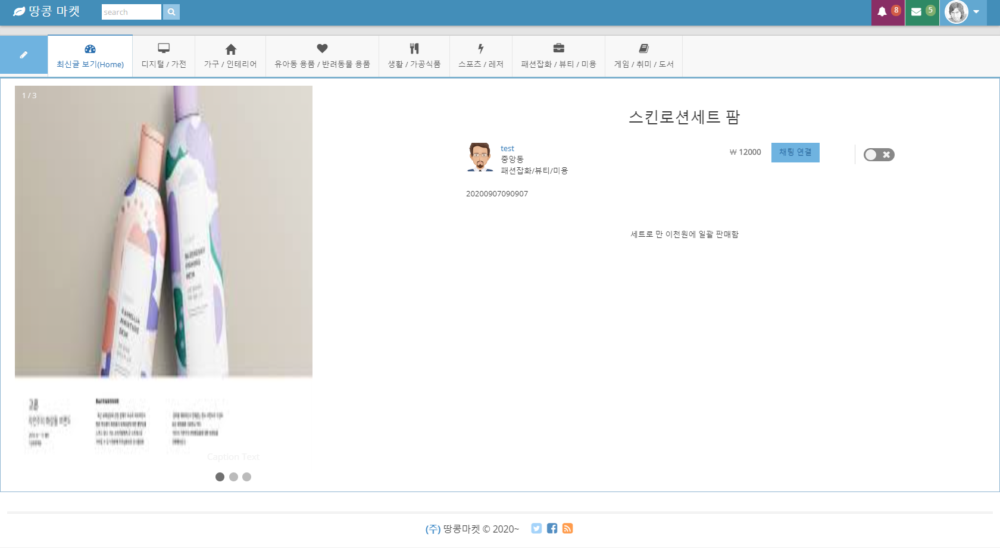 땅콩 마켓
search
8
5
최신글 보기(Home)
디지털 / 가전
가구 / 인테리어
유아동 용품 / 반려동물 용품
생활 / 가공식품
스포츠 / 레저
패션잡화 / 뷰티 / 미용
게임 / 취미 / 도서
1 / 3
스킨로션세트 팜
test
중앙동
패션잡화/뷰티/미용
₩ 12000
채팅 연결
20200907090907
세트로 만 이천원에 일괄 판매함
Caption Text
(주) 땅콩마켓 © 2020~